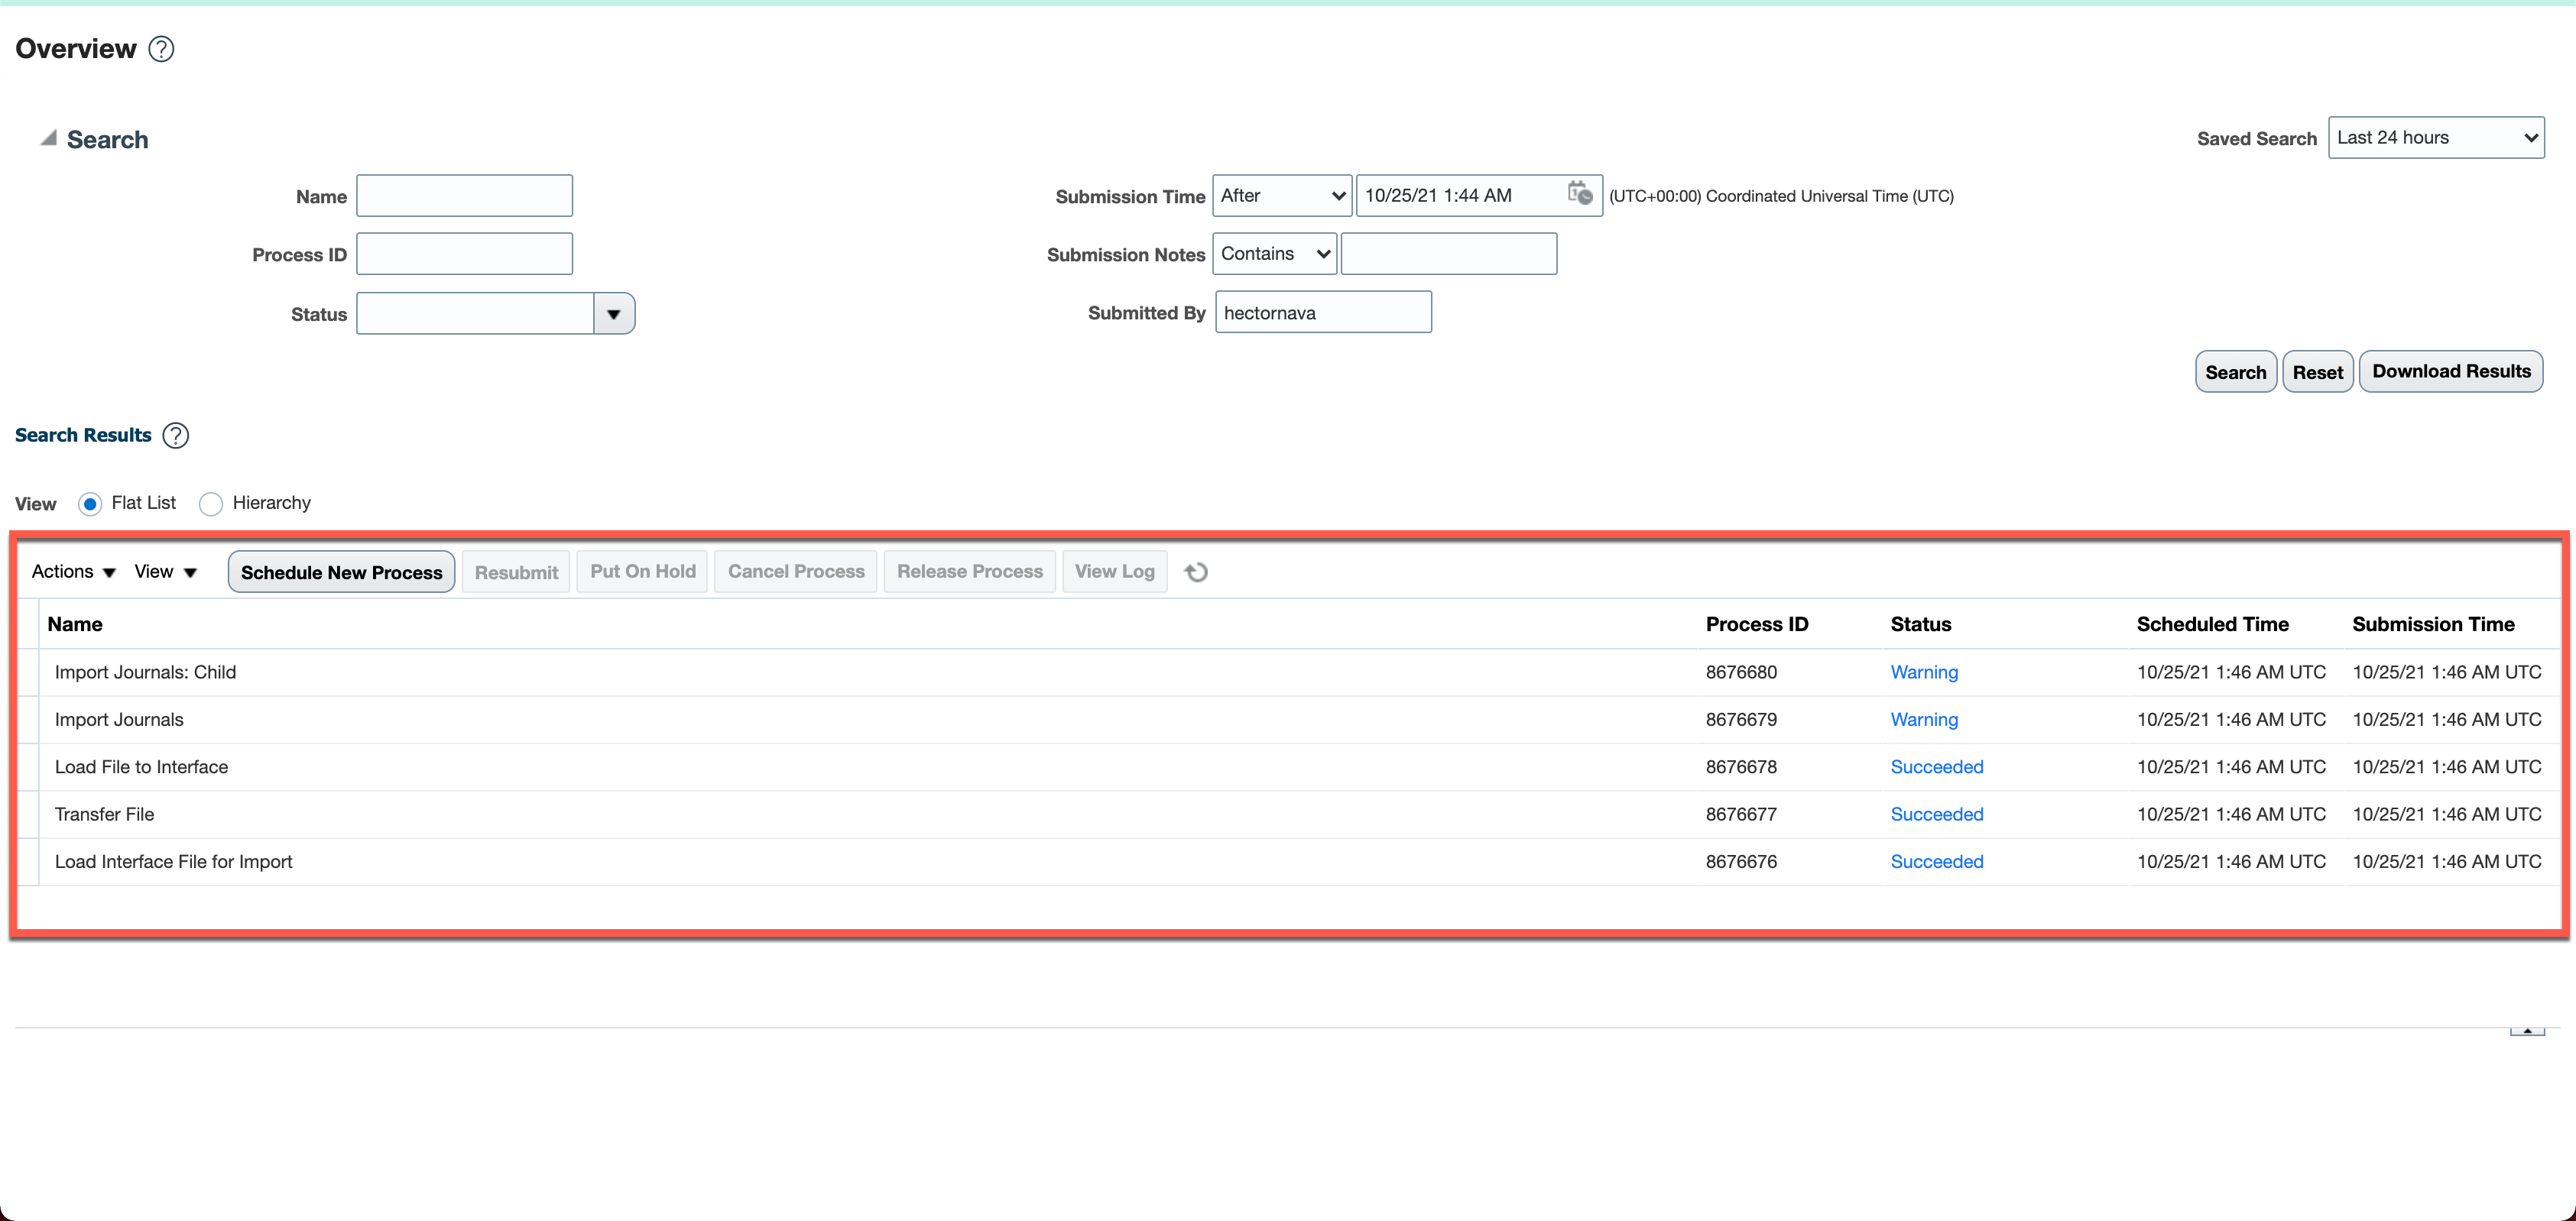 Overview ?
Search
Saved Search Last 24 hours
Name
Submission Time After 10/25/21 1:44 AM (UTC+00:00) Coordinated Universal Time (UTC)
Process ID
Submission Notes Contains
Status
Submitted By hectornava
Search Reset Download Results
Search Results ?
View Flat List Hierarchy
Actions View Schedule New Process Resubmit Put On Hold Cancel Process Release Process View Log
Name Process ID Status Scheduled Time Submission Time
Import Journals: Child 8676680 Warning 10/25/21 1:46 AM UTC 10/25/21 1:46 AM UTC
Import Journals 8676679 Warning 10/25/21 1:46 AM UTC 10/25/21 1:46 AM UTC
Load File to Interface 8676678 Succeeded 10/25/21 1:46 AM UTC 10/25/21 1:46 AM UTC
Transfer File 8676677 Succeeded 10/25/21 1:46 AM UTC 10/25/21 1:46 AM UTC
Load Interface File for Import 8676676 Succeeded 10/25/21 1:46 AM UTC 10/25/21 1:46 AM UTC